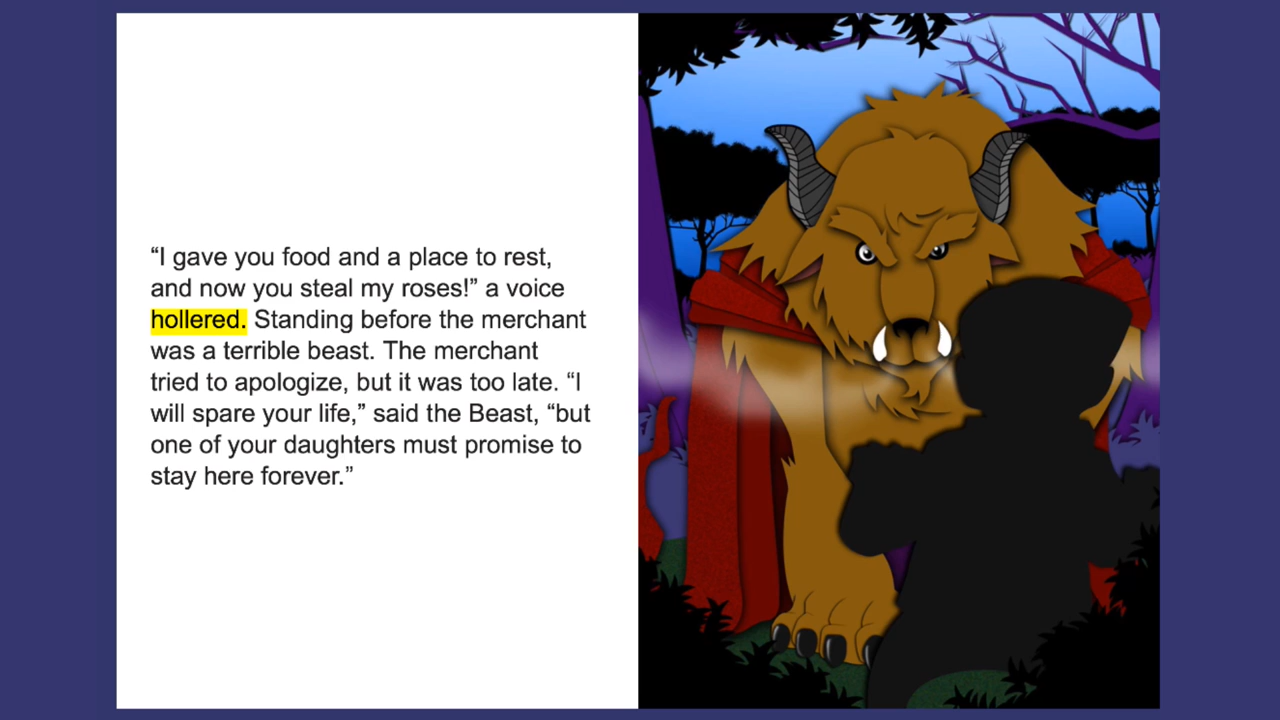 “I gave you food and a place to rest,
and now you steal my roses!” a voice
hollered. Standing before the merchant
was a terrible beast. The merchant
tried to apologize, but it was too late. “I
will spare your life,” said the Beast, “but
one of your daughters must promise to
stay here forever.”